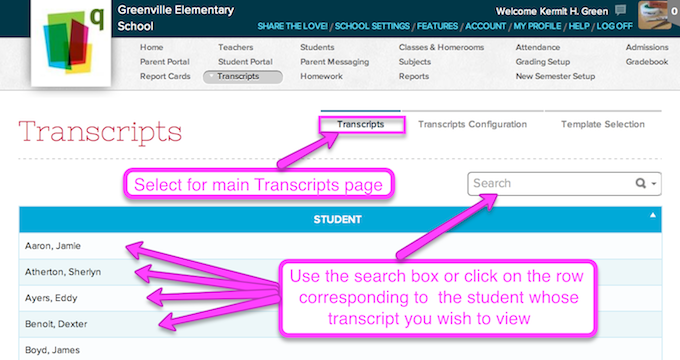 Greenville Elementary
School
q
Welcome Kermit H. Green
0
SHARE THE LOVE! / SCHOOL SETTINGS / FEATURES / ACCOUNT / MY PROFILE / HELP / LOG OFF
Home Teachers Students Classes & Homerooms Attendance Admissions
Parent Portal Student Portal Parent Messaging Subjects Grading Setup Gradebook
Report Cards Transcripts Homework Reports New Semester Setup
Transcripts
Transcripts Transcripts Configuration Template Selection
Select for main Transcripts page
Search
STUDENT
Aaron, Jamie
Atherton, Sherlyn
Ayers, Eddy
Benoit, Dexter
Boyd, James
Use the search box or click on the row
corresponding to the student whose
transcript you wish to view